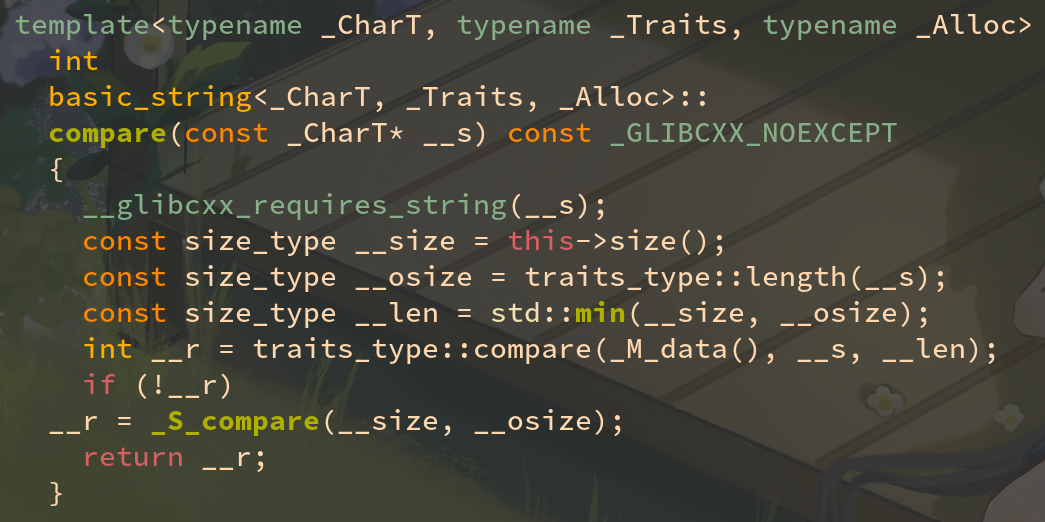 template<typename _CharT, typename _Traits, typename _Alloc>
int
basic_string<_CharT, _Traits, _Alloc>::
compare(const _CharT* __s) const _GLIBCXX_NOEXCEPT
{
__glibcxx_requires_string(__s);
const size_type __size = this->size();
const size_type __osize = traits_type::length(__s);
const size_type __len = std::min(__size, __osize);
int __r = traits_type::compare(_M_data(), __s, __len);
if (!__r)
__r = _S_compare(__size, __osize);
return __r;
}